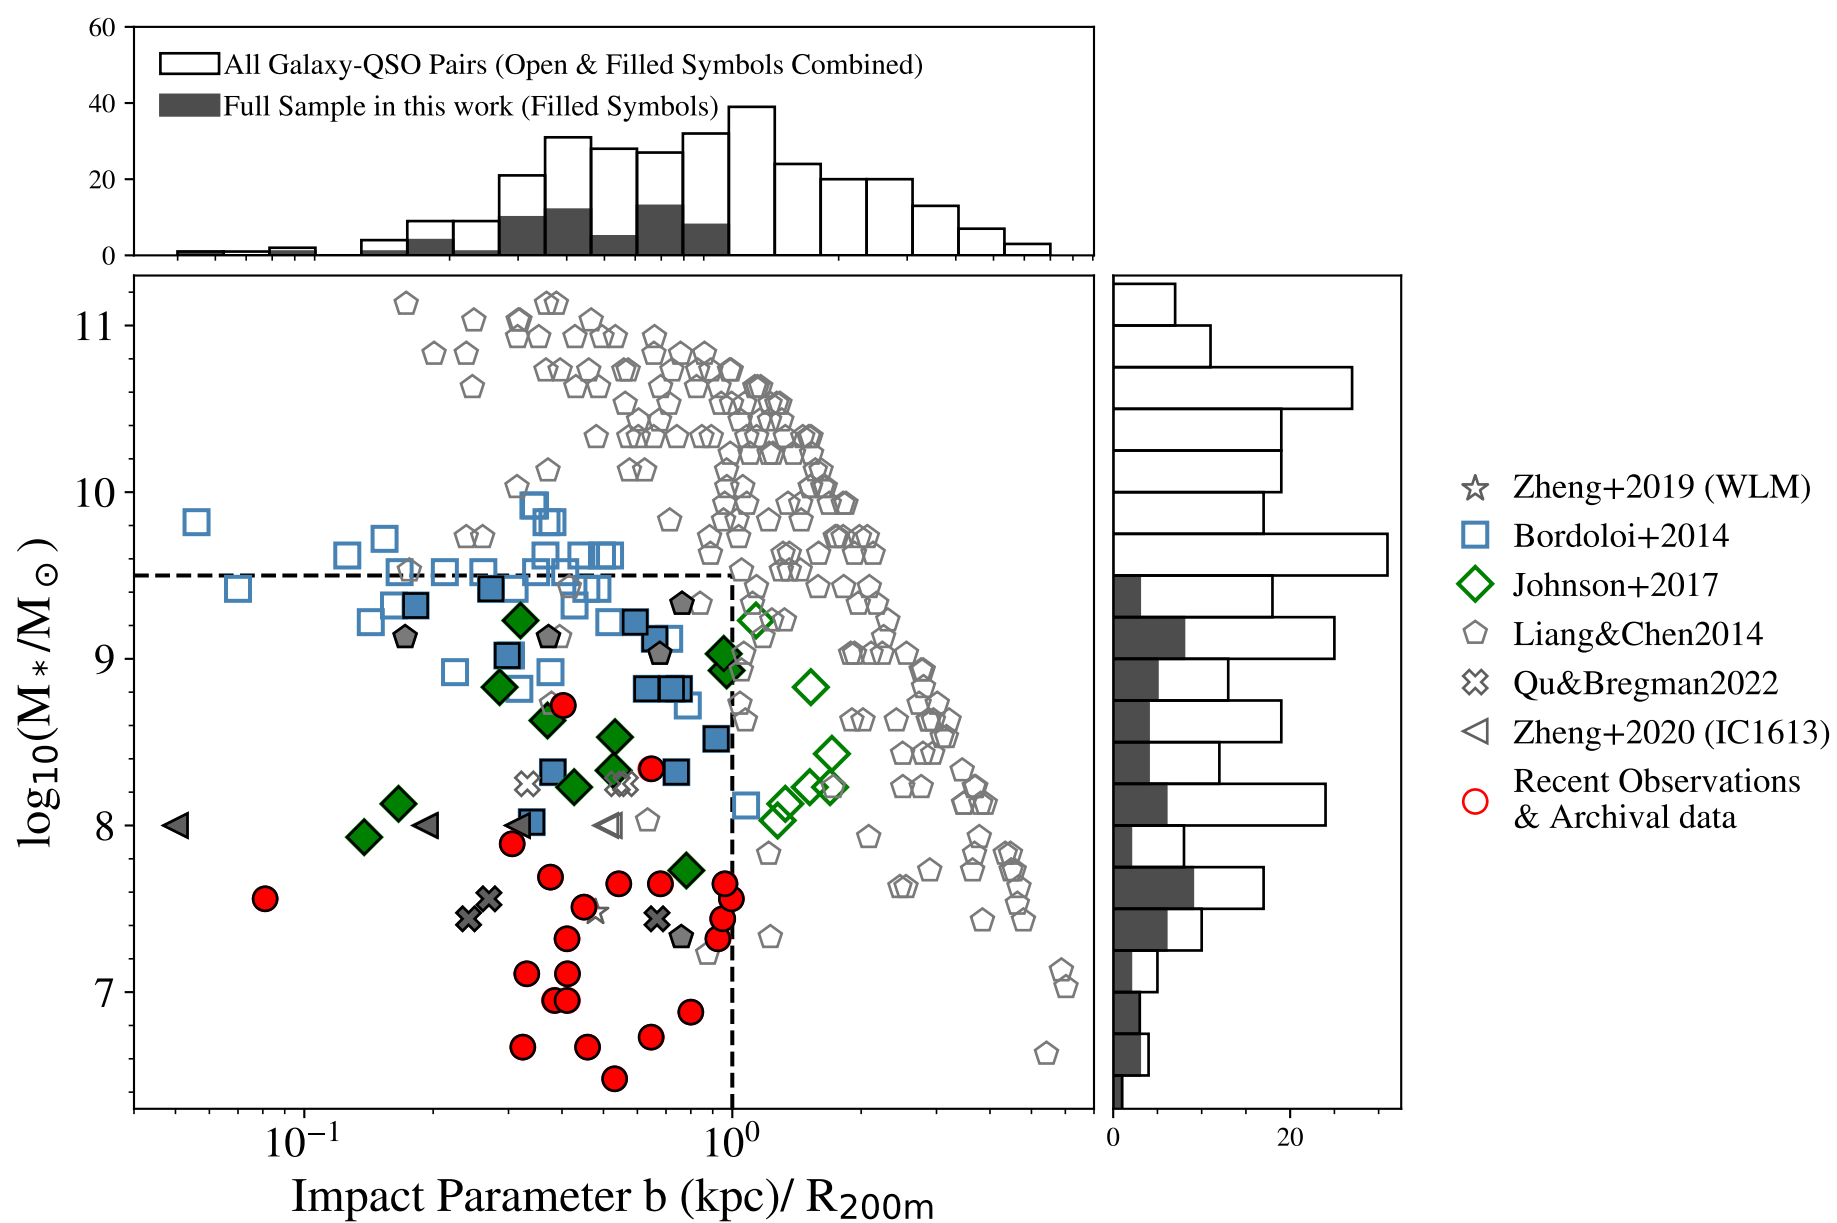 60
40
20
0
All Galaxy-QSO Pairs (Open & Filled Symbols Combined)
Full Sample in this work (Filled Symbols)
11
10
9
8
7
log₁₀(M∗/M⊙)
10⁻¹
10⁰
Impact Parameter b (kpc)/ R₂₀₀ₘ
0
20
Zheng+2019 (WLM)
Bordoloi+2014
Johnson+2017
Liang&Chen2014
Qu&Bregman2022
Zheng+2020 (IC1613)
Recent Observations
& Archival data